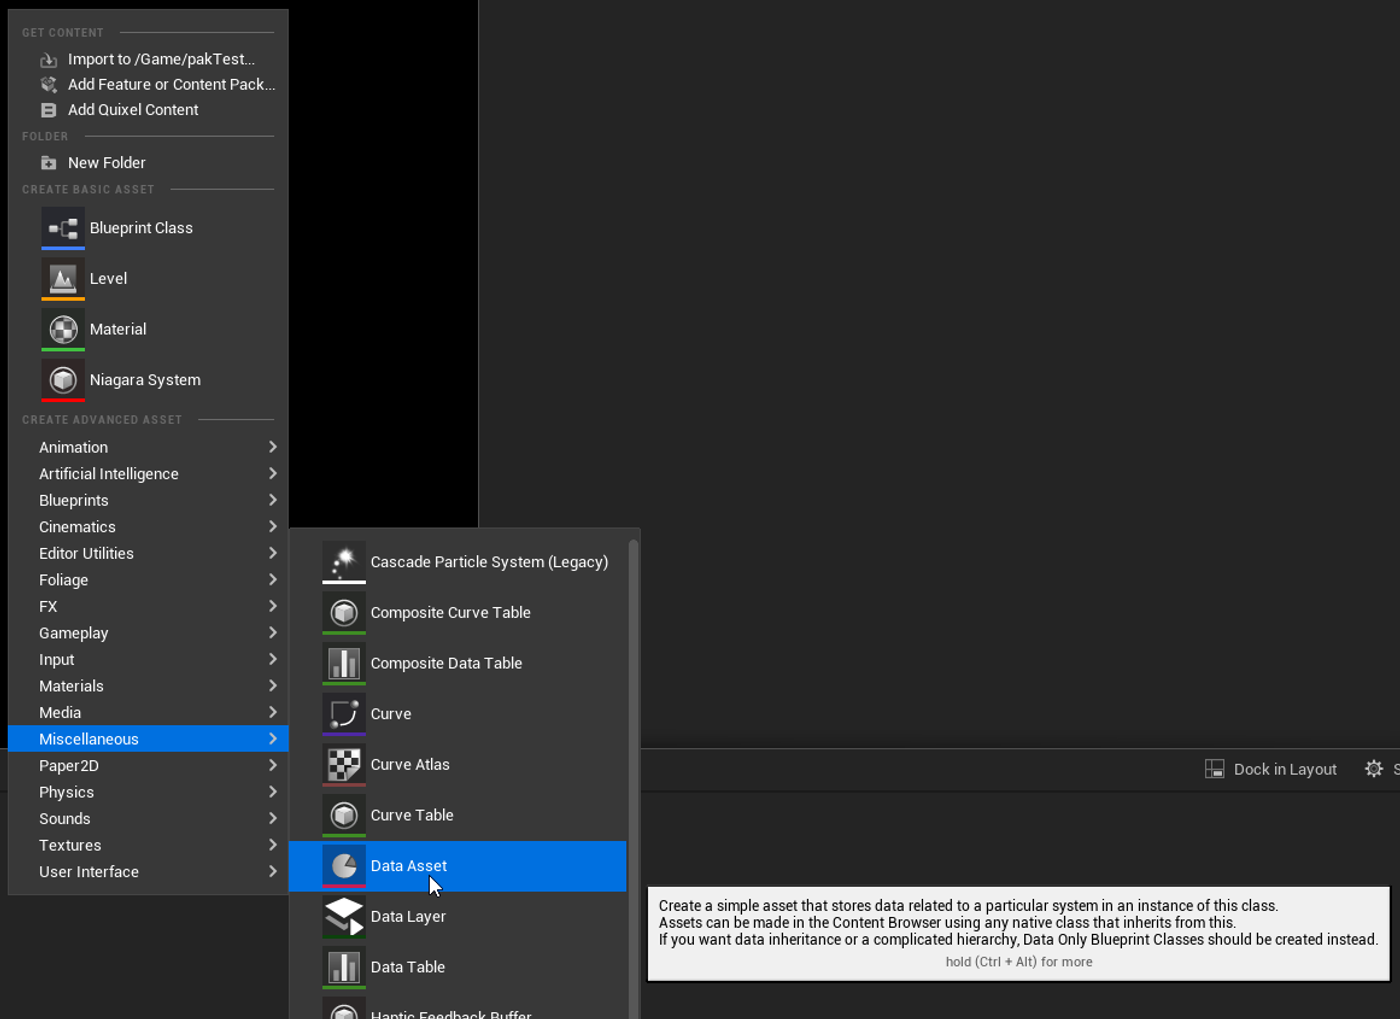 GET CONTENT
Import to /Game/pakTest...
Add Feature or Content Pack...
Add Quixel Content
FOLDER
New Folder
CREATE BASIC ASSET
Blueprint Class
Level
Material
Niagara System
CREATE ADVANCED ASSET
Animation
Artificial Intelligence
Blueprints
Cinematics
Editor Utilities
Foliage
FX
Gameplay
Input
Materials
Media
Miscellaneous
Paper2D
Physics
Sounds
Textures
User Interface
Cascade Particle System (Legacy)
Composite Curve Table
Composite Data Table
Curve
Curve Atlas
Curve Table
Data Asset
Data Layer
Data Table
Haptic Feedback Buffer
Dock in Layout
Create a simple asset that stores data related to a particular system in an instance of this class.
Assets can be made in the Content Browser using any native class that inherits from this.
If you want data inheritance or a complicated hierarchy, Data Only Blueprint Classes should be created instead.
hold (Ctrl + Alt) for more